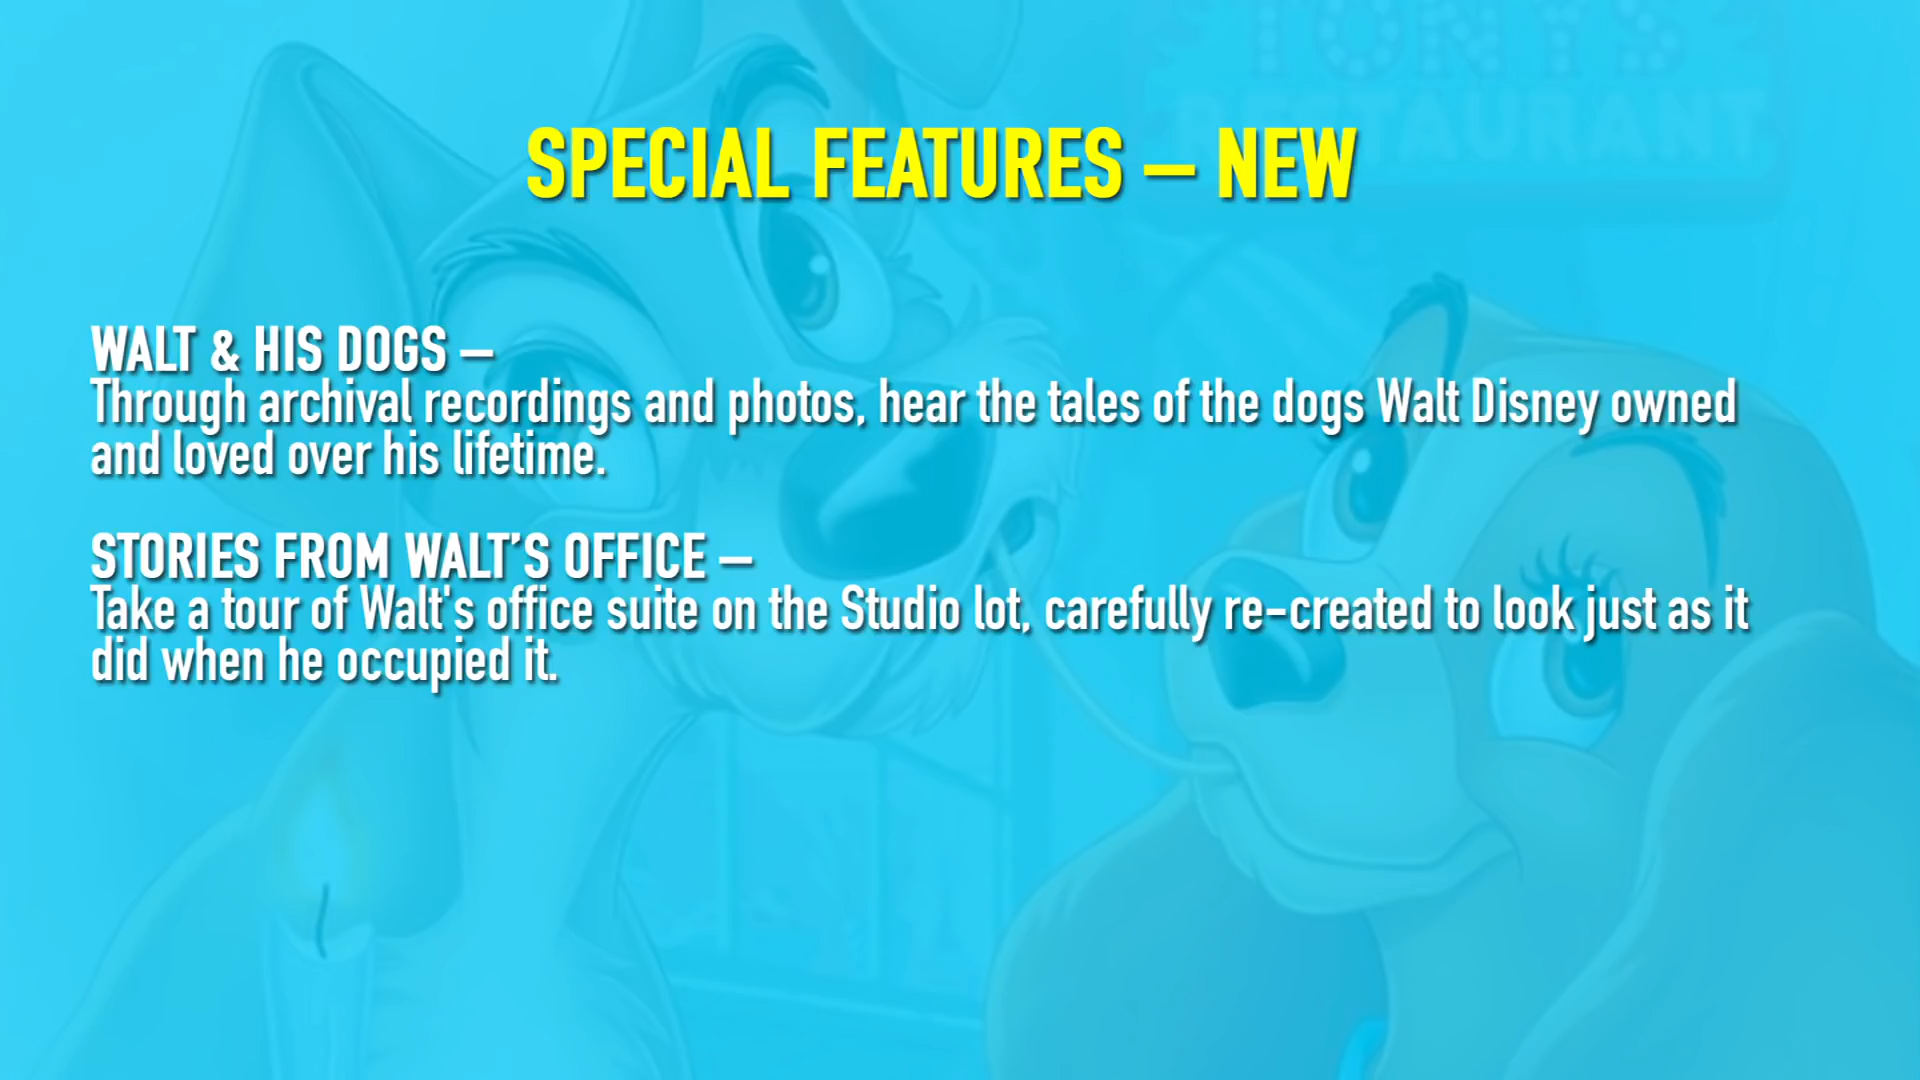 TONY'S
RESTAURANT
SPECIAL FEATURES – NEW
WALT & HIS DOGS –
Through archival recordings and photos, hear the tales of the dogs Walt Disney owned
and loved over his lifetime.
STORIES FROM WALT’S OFFICE –
Take a tour of Walt's office suite on the Studio lot, carefully re-created to look just as it
did when he occupied it.